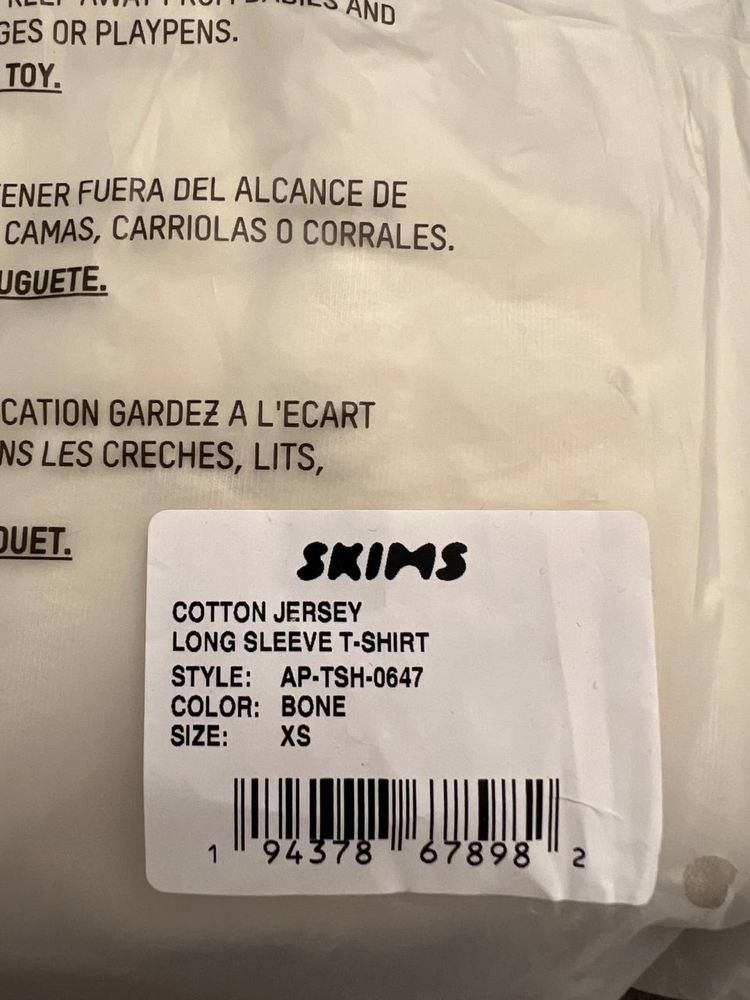 AND
GES OR PLAYPENS.
TOY.
TENER FUERA DEL ALCANCE DE
CAMAS, CARRIOLAS O CORRALES.
UGUETE.
CATION GARDEZ A L'ECART
NS LES CRECHES, LITS,
OUET.
SKIMS
COTTON JERSEY
LONG SLEEVE T-SHIRT
STYLE: AP-TSH-0647
COLOR: BONE
SIZE: XS
1 94378 67898 2